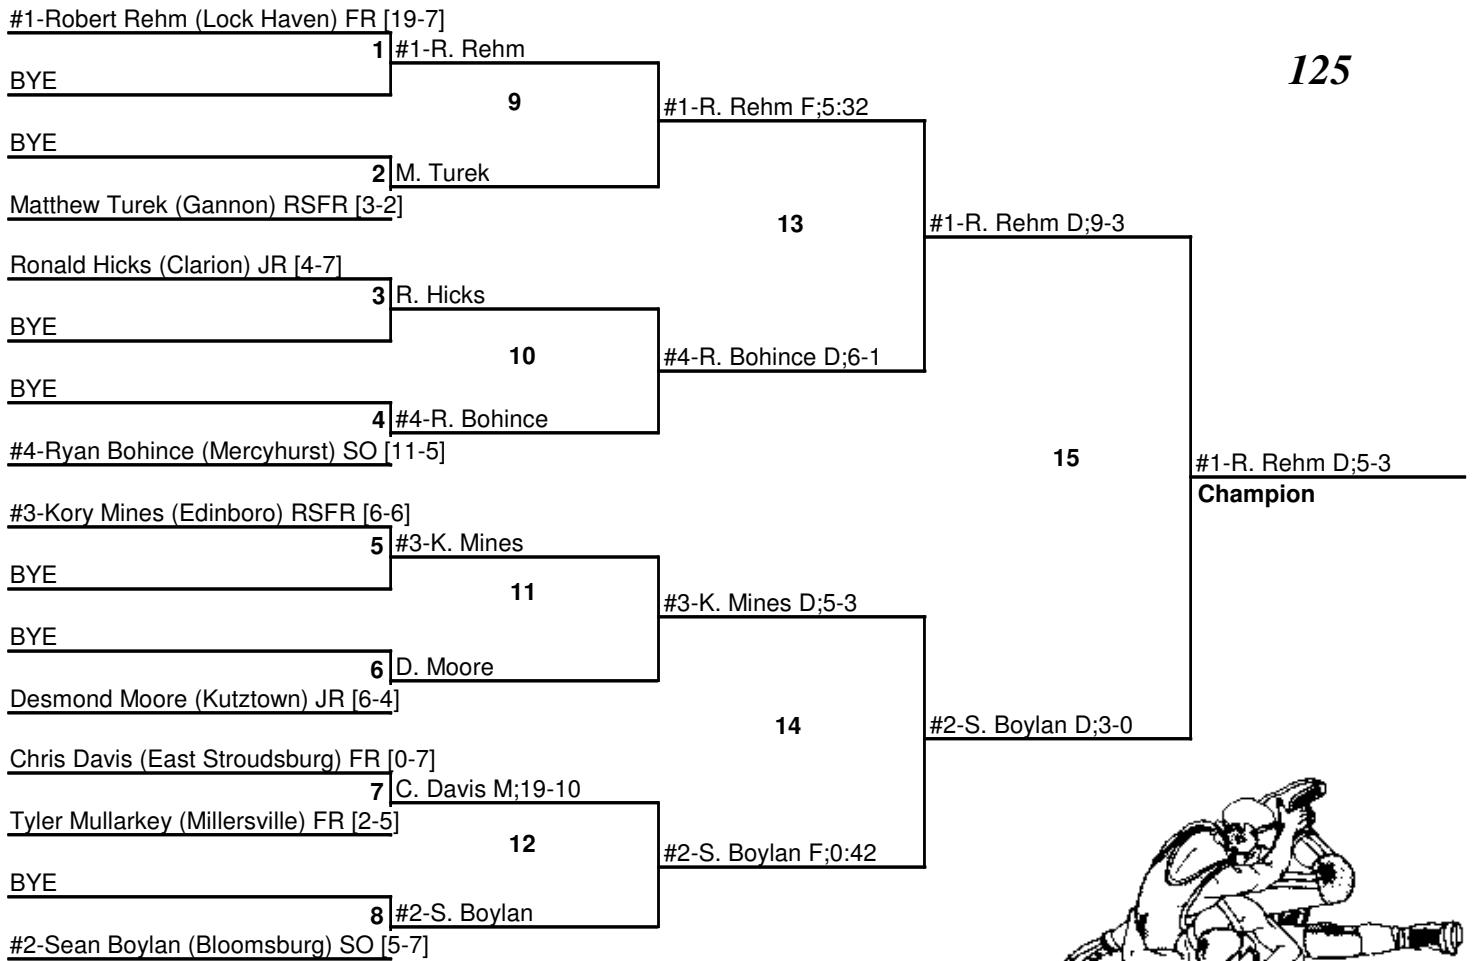 #1-Robert Rehm (Lock Haven) FR [19-7]
1 #1-R. Rehm
125
BYE
9
#1-R. Rehm F;5:32
BYE
2 M. Turek
Matthew Turek (Gannon) RSFR [3-2]
13
#1-R. Rehm D;9-3
Ronald Hicks (Clarion) JR [4-7]
3 R. Hicks
BYE
10
#4-R. Bohince D;6-1
BYE
4 #4-R. Bohince
#4-Ryan Bohince (Mercyhurst) SO [11-5]
15
#1-R. Rehm D;5-3
Champion
#3-Kory Mines (Edinboro) RSFR [6-6]
5 #3-K. Mines
BYE
11
#3-K. Mines D;5-3
BYE
6 D. Moore
Desmond Moore (Kutztown) JR [6-4]
14
#2-S. Boylan D;3-0
Chris Davis (East Stroudsburg) FR [0-7]
7 C. Davis M;19-10
Tyler Mullarkey (Millersville) FR [2-5]
12
#2-S. Boylan F;0:42
BYE
8 #2-S. Boylan
#2-Sean Boylan (Bloomsburg) SO [5-7]